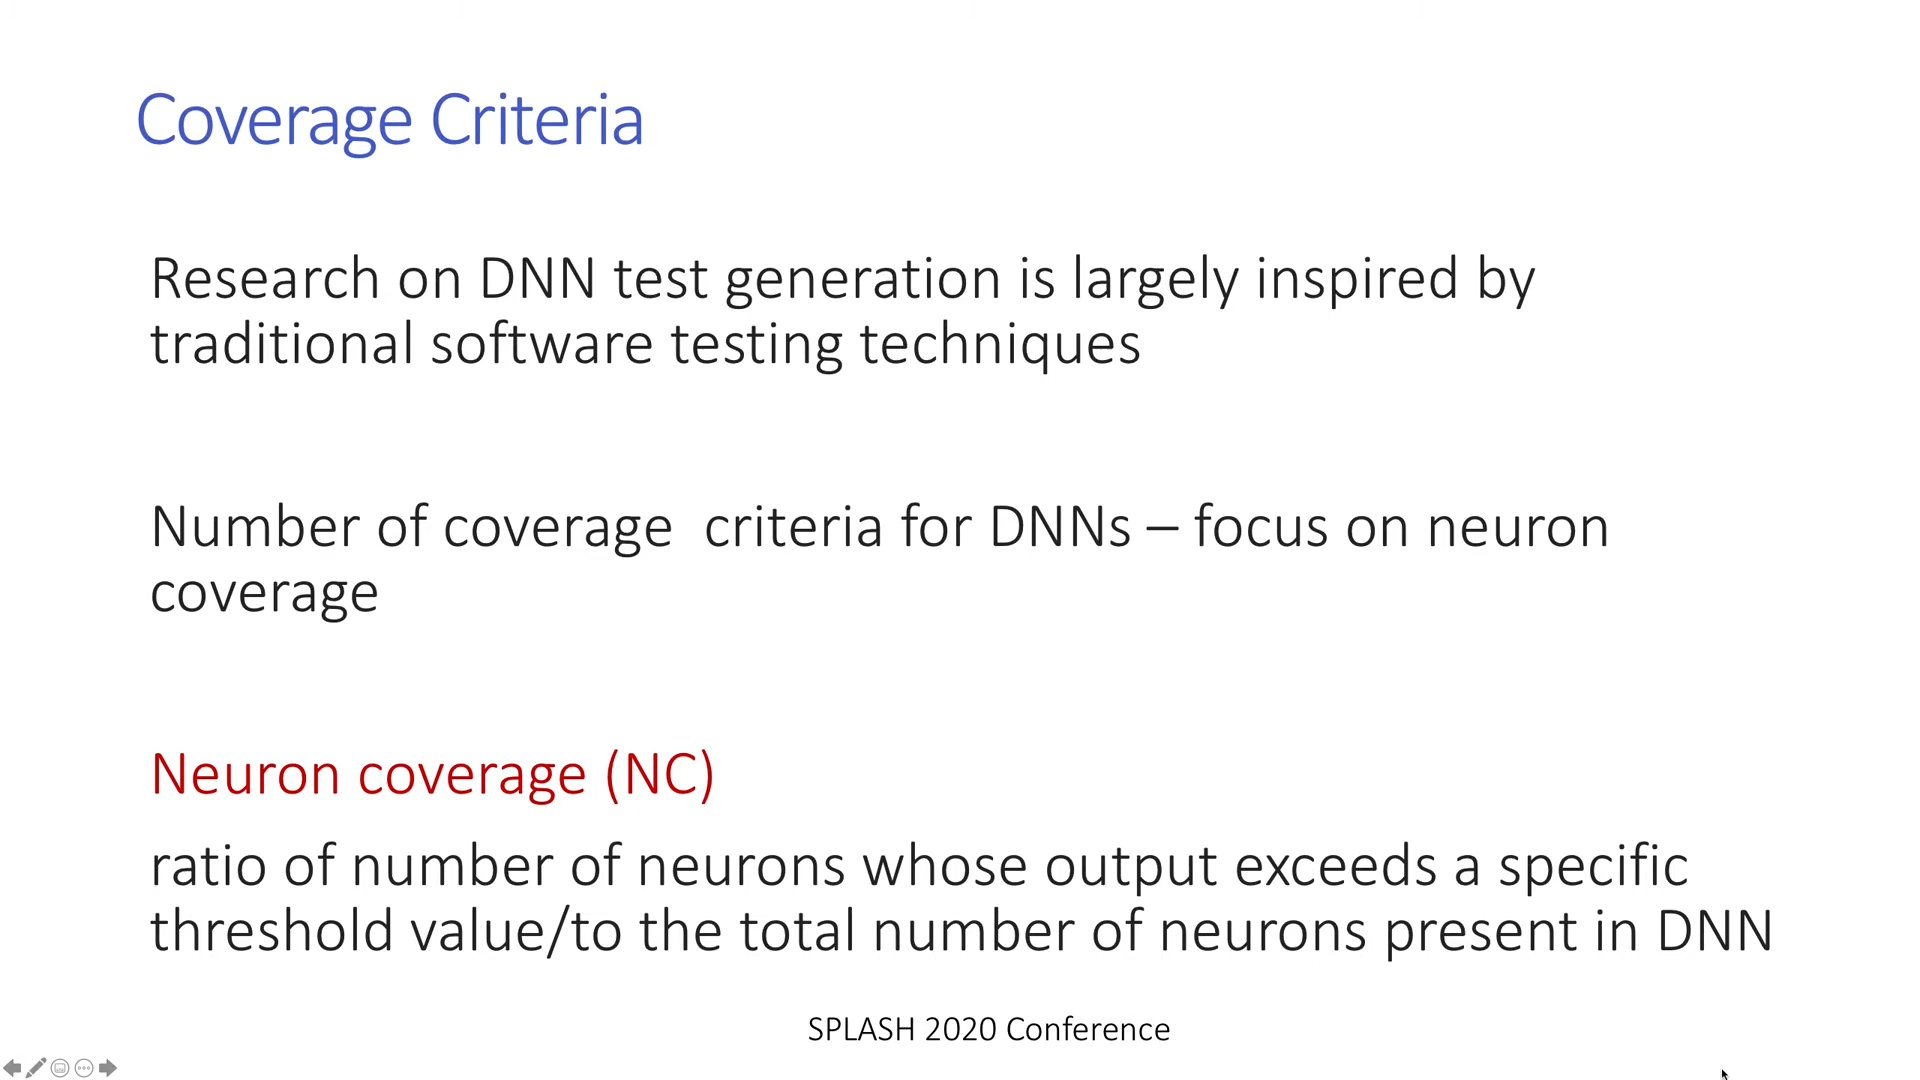 Coverage Criteria
Research on DNN test generation is largely inspired by
traditional software testing techniques
Number of coverage  criteria for DNNs – focus on neuron
coverage
Neuron coverage (NC)
ratio of number of neurons whose output exceeds a specific
threshold value/to the total number of neurons present in DNN
SPLASH 2020 Conference